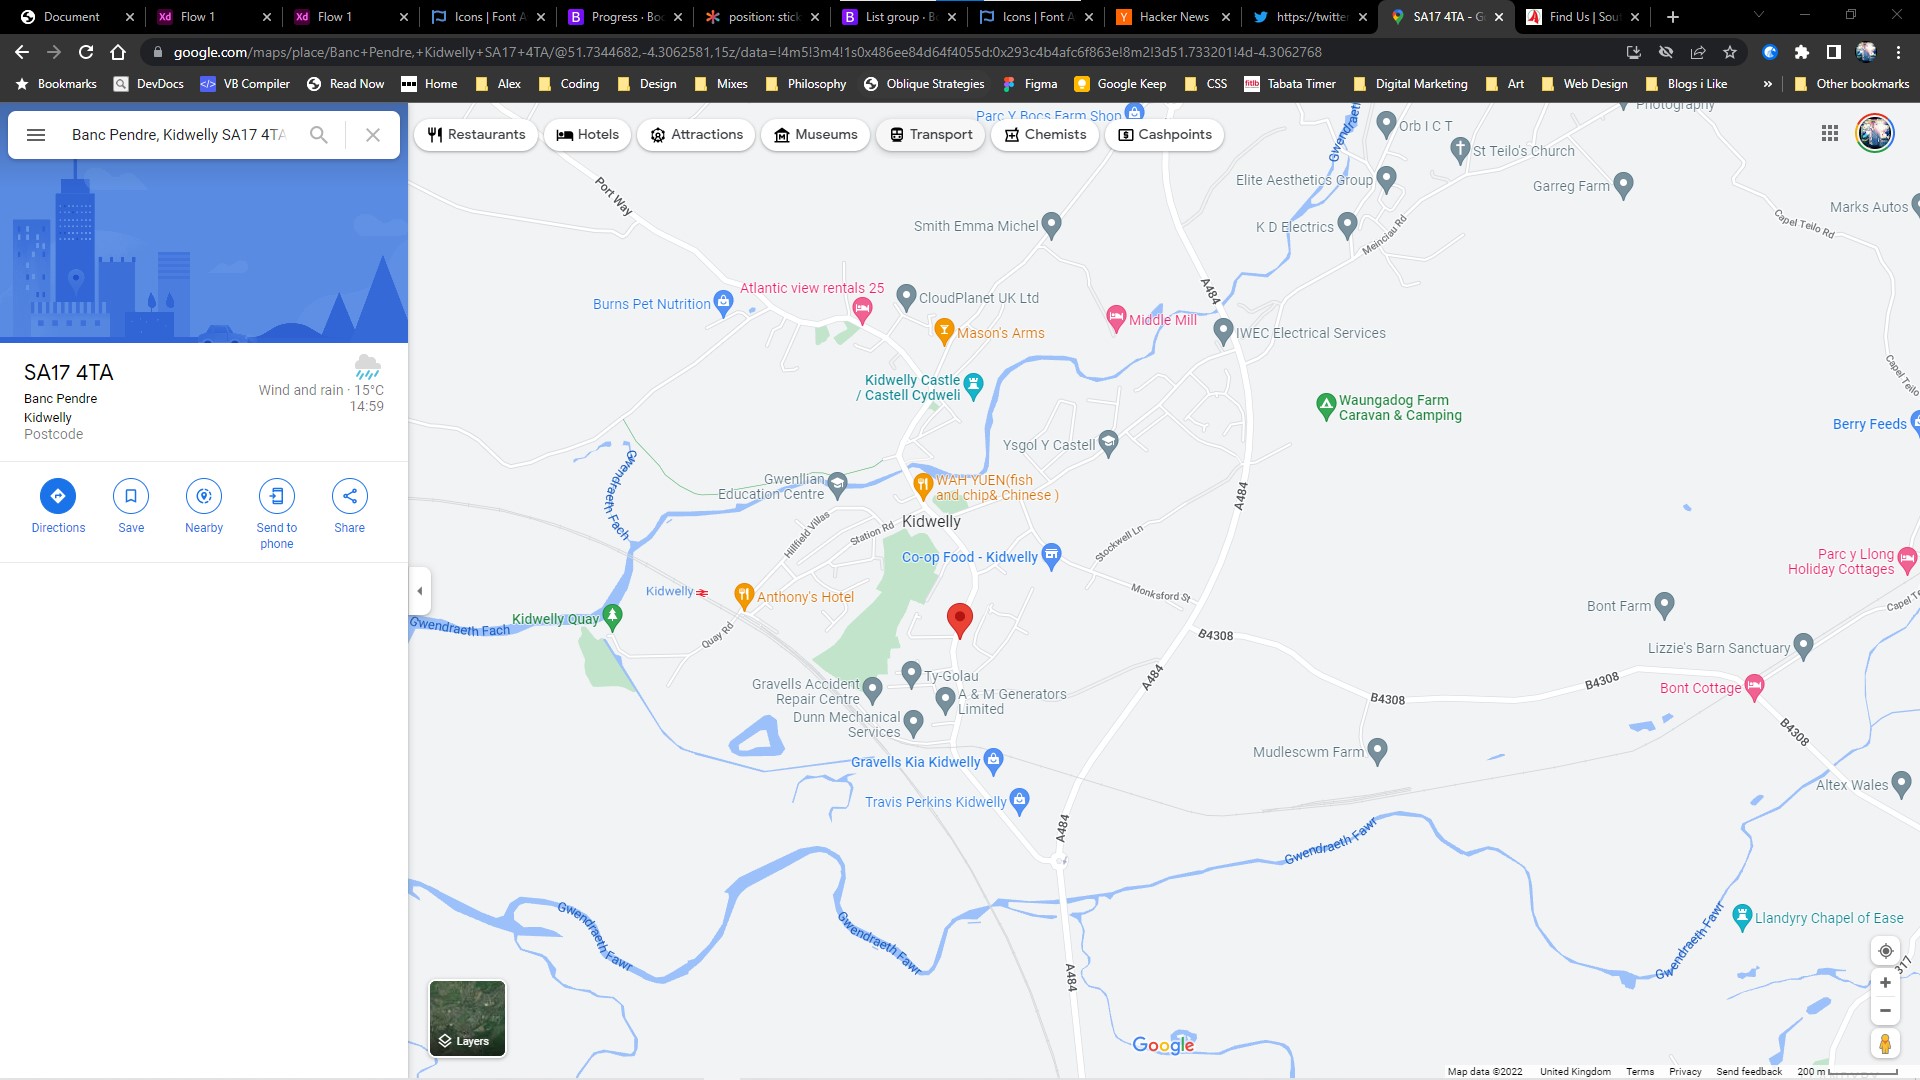 Document
Flow 1
Flow 1
Icons | Font A
Progress · Boo
position: stick
List group · B
Icons | Font A
Hacker News
https://twitte
SA17 4TA - G
Find Us | Sou
google.com/maps/place/Banc+Pendre,+Kidwelly+SA17+4TA/@51.7344682,-4.3062581,15z/data=!4m5!3m4!1s0x486ee84d64f4055d:0x293c4b4afc6f863e!8m2!3d51.733201!4d-4.3062768
Bookmarks
DevDocs
VB Compiler
Read Now
Home
Alex
Coding
Design
Mixes
Philosophy
Oblique Strategies
Figma
Google Keep
CSS
Tabata Timer
Digital Marketing
Art
Web Design
Blogs i Like
»
Other bookmarks
Banc Pendre, Kidwelly SA17 4TA
Restaurants
Hotels
Attractions
Museums
Transport
Chemists
Cashpoints
SA17 4TA
Banc Pendre
Kidwelly
Postcode
Wind and rain · 15°C
14:59
Directions
Save
Nearby
Send to
phone
Share
Parc Y Bocs Farm Shop
Photography
Orb I C T
St Teilo's Church
Elite Aesthetics Group
Garreg Farm
Marks Autos
Capel Teilo Rd
Port Way
Gwendraeth
Smith Emma Michel
K D Electrics
Meinciau Rd
A484
Atlantic view rentals 25
Burns Pet Nutrition
CloudPlanet UK Ltd
Mason's Arms
Middle Mill
IWEC Electrical Services
Kidwelly Castle
/ Castell Cydweli
Waungadog Farm
Caravan & Camping
Capel Teilo
Berry Feeds
Ysgol Y Castell
Gwendraeth Fach
Gwenllian
Education Centre
WAH YUEN(fish
and chip& Chinese )
A484
Kidwelly
Hillfield Villas
Station Rd
Stockwell Ln
Co-op Food - Kidwelly
Parc y Llong
Holiday Cottages
Kidwelly
Anthony's Hotel
Monksford St
Capel Te
Bont Farm
Kidwelly Quay
Gwendraeth Fach
Quay Rd
B4308
Lizzie's Barn Sanctuary
Ty-Golau
Gravells Accident
Repair Centre
A & M Generators
Limited
A484
B4308
B4308
Bont Cottage
Dunn Mechanical
Services
B4308
Mudlescwm Farm
Gravells Kia Kidwelly
Altex Wales
Travis Perkins Kidwelly
A484
Gwendraeth Fawr
Gwendraeth Fawr
Gwendraeth Fawr
Gwendraeth Fawr
Llandyry Chapel of Ease
A484
317
Layers
Google
Map data ©2022
United Kingdom
Terms
Privacy
Send feedback
200 m